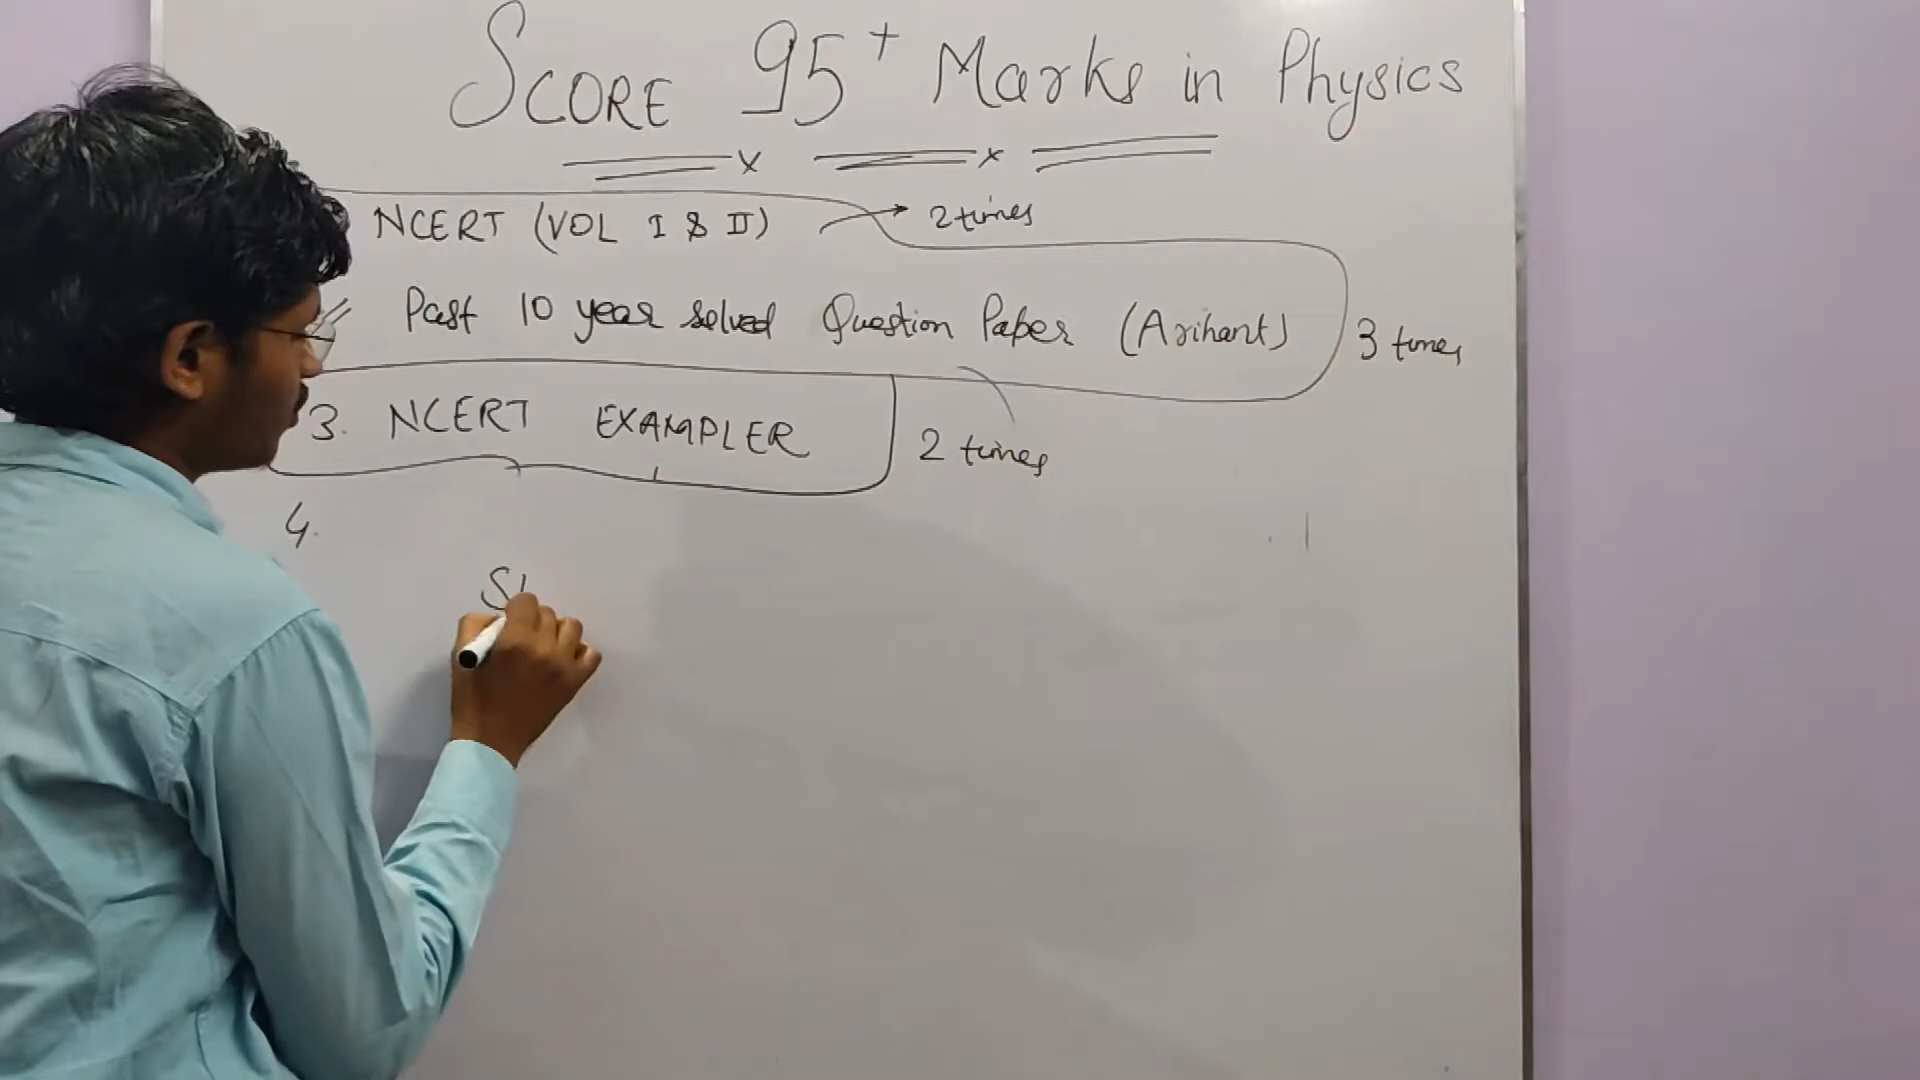 SCORE 95+ Marks in Physics
NCERT (VOL I & II) → 2 times
Past 10 year solved Question Paper (Arihant) 3 times
3. NCERT EXAMPLER 2 times
4.